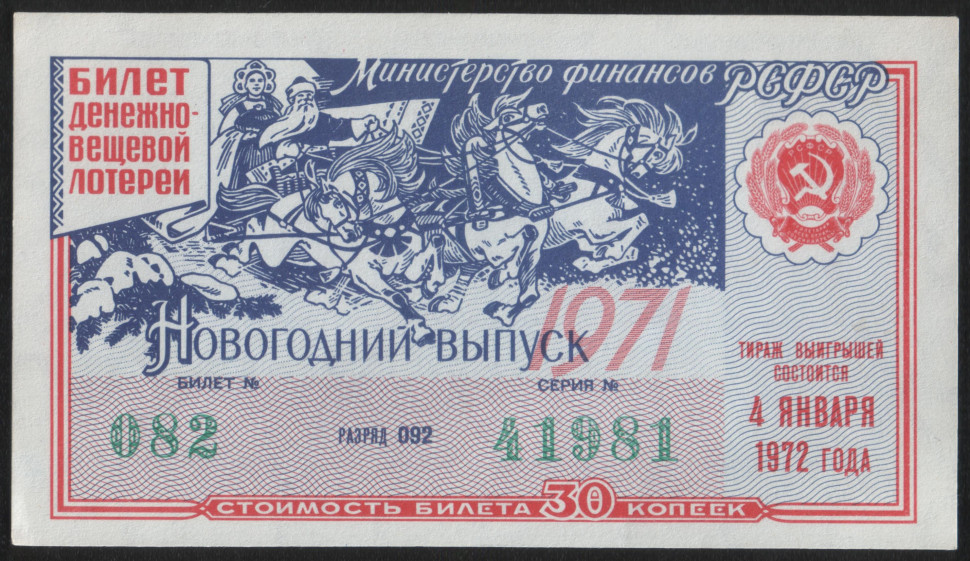 БИЛЕТ
ДЕНЕЖНО-
ВЕЩЕВОЙ
ЛОТЕРЕИ
Министерство финансов РСФСР
Новогодний выпуск 1971
БИЛЕТ № СЕРИЯ №
082 РАЗРЯД 092 41981
ТИРАЖ ВЫИГРЫШЕЙ
СОСТОИТСЯ
4 ЯНВАРЯ
1972 ГОДА
СТОИМОСТЬ БИЛЕТА 30 КОПЕЕК